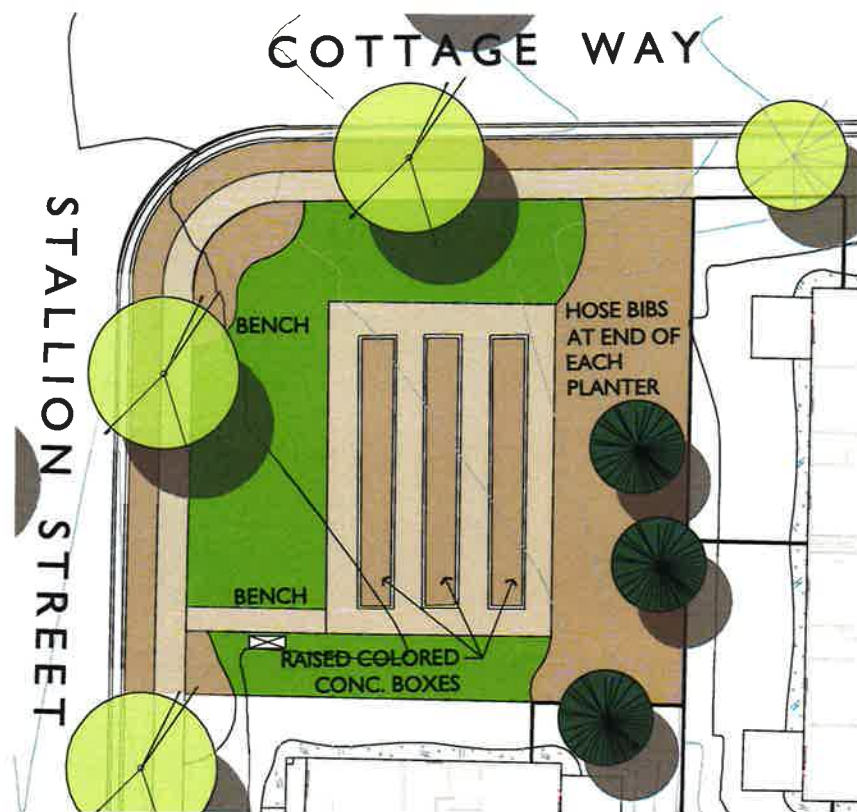 COTTAGE WAY
STALLION STREET
BENCH
HOSE BIBS
AT END OF
EACH
PLANTER
BENCH
RAISED COLORED
CONC. BOXES